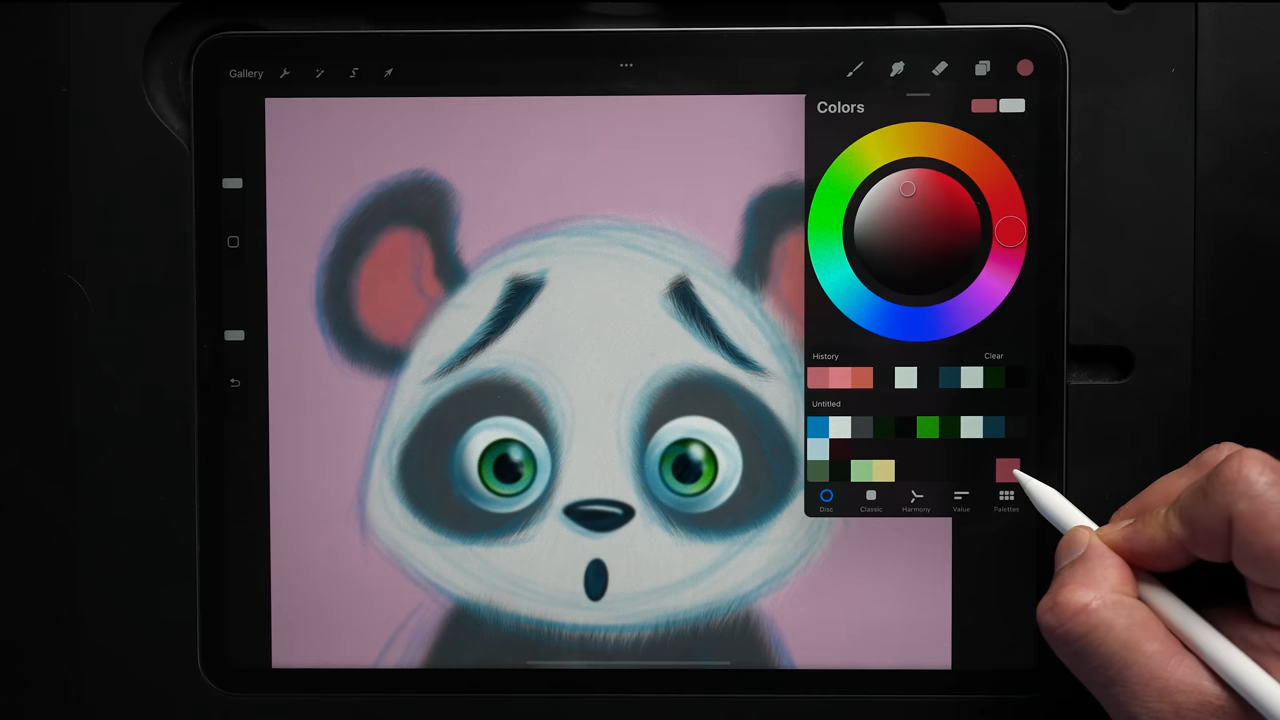 Gallery
Colors
History Clear
Untitled
Disc Classic Harmony Value Palettes